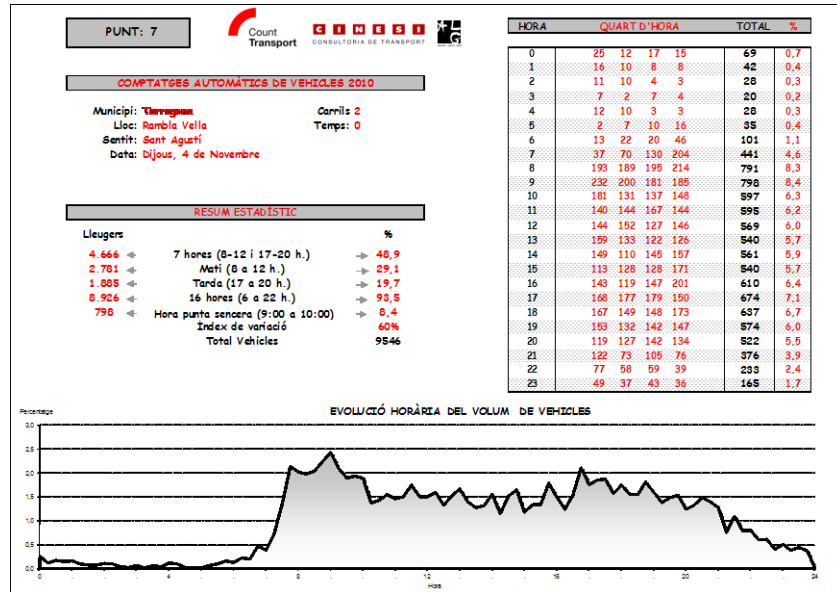 PUNT: 7
Count
Transport
CINESI
CONSULTORIA DE TRANSPORT
COMPTATGES AUTOMÀTICS DE VEHICLES 2010
Municipi:
Carrils 2
Lloc: Rambla Vella
Temps: 0
Sentit: Sant Agustí
Data: Dijous, 4 de Novembre
RESUM ESTADÍSTIC
Lleugers %
4.666 7 hores (8-12 i 17-20 h.) 48,9
2.781 Matí (8 a 12 h.) 29,1
1.885 Tarda (17 a 20 h.) 19,7
8.926 16 hores (6 a 22 h.) 93,5
798 Hora punta sencera (9:00 a 10:00) 8,4
Índex de variació 60%
Total Vehicles 9546
HORA QUART D'HORA TOTAL %
0 25 12 17 15 69 0,7
1 16 10 8 8 42 0,4
2 11 10 4 3 28 0,3
3 7 2 7 4 20 0,2
4 12 10 3 3 28 0,3
5 2 7 10 16 35 0,4
6 13 22 20 46 101 1,1
7 37 70 130 204 441 4,6
8 193 189 195 214 791 8,3
9 232 200 181 185 798 8,4
10 181 131 137 148 597 6,3
11 140 144 167 144 595 6,2
12 144 152 127 146 569 6,0
13 159 133 122 126 540 5,7
14 149 110 145 157 561 5,9
15 113 128 128 171 540 5,7
16 143 119 147 201 610 6,4
17 168 177 179 150 674 7,1
18 167 149 148 173 637 6,7
19 153 132 142 147 574 6,0
20 119 127 142 134 522 5,5
21 122 73 105 76 376 3,9
22 77 58 59 39 233 2,4
23 49 37 43 36 165 1,7
Percentatge
EVOLUCIÓ HORÀRIA DEL VOLUM DE VEHICLES
3,0
2,5
2,0
1,5
1,0
0,5
0,0
0 4 8 12 16 20 24
Hora